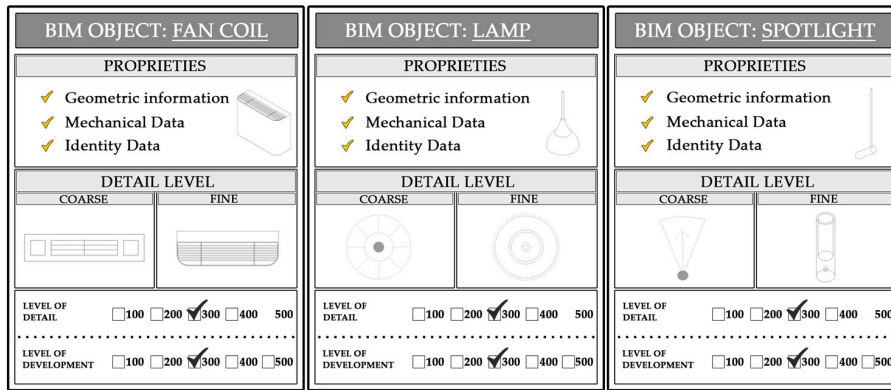 BIM OBJECT: FAN COIL
PROPRIETIES
Geometric information
Mechanical Data
Identity Data
DETAIL LEVEL
COARSE FINE
LEVEL OF
DETAIL 100 200 300 400 500
LEVEL OF
DEVELOPMENT 100 200 300 400 500
BIM OBJECT: LAMP
PROPRIETIES
Geometric information
Mechanical Data
Identity Data
DETAIL LEVEL
COARSE FINE
LEVEL OF
DETAIL 100 200 300 400 500
LEVEL OF
DEVELOPMENT 100 200 300 400 500
BIM OBJECT: SPOTLIGHT
PROPRIETIES
Geometric information
Mechanical Data
Identity Data
DETAIL LEVEL
COARSE FINE
LEVEL OF
DETAIL 100 200 300 400 500
LEVEL OF
DEVELOPMENT 100 200 300 400 500